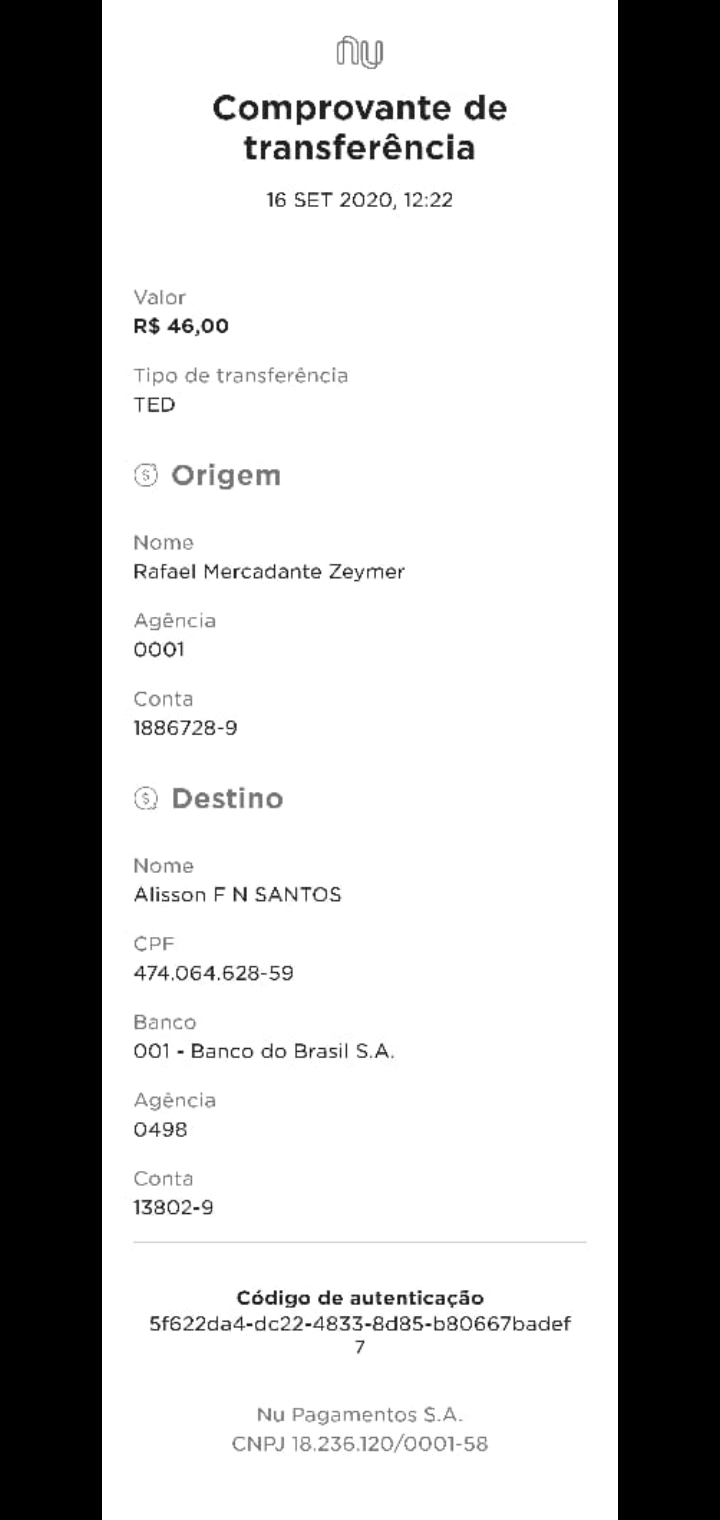 nu
Comprovante de
transferência
16 SET 2020, 12:22
Valor
R$ 46,00
Tipo de transferência
TED
Origem
Nome
Rafael Mercadante Zeymer
Agência
0001
Conta
1886728-9
Destino
Nome
Alisson F N SANTOS
CPF
474.064.628-59
Banco
001 - Banco do Brasil S.A.
Agência
0498
Conta
13802-9
Código de autenticação
5f622da4-dc22-4833-8d85-b80667badef
7
Nu Pagamentos S.A.
CNPJ 18.236.120/0001-58